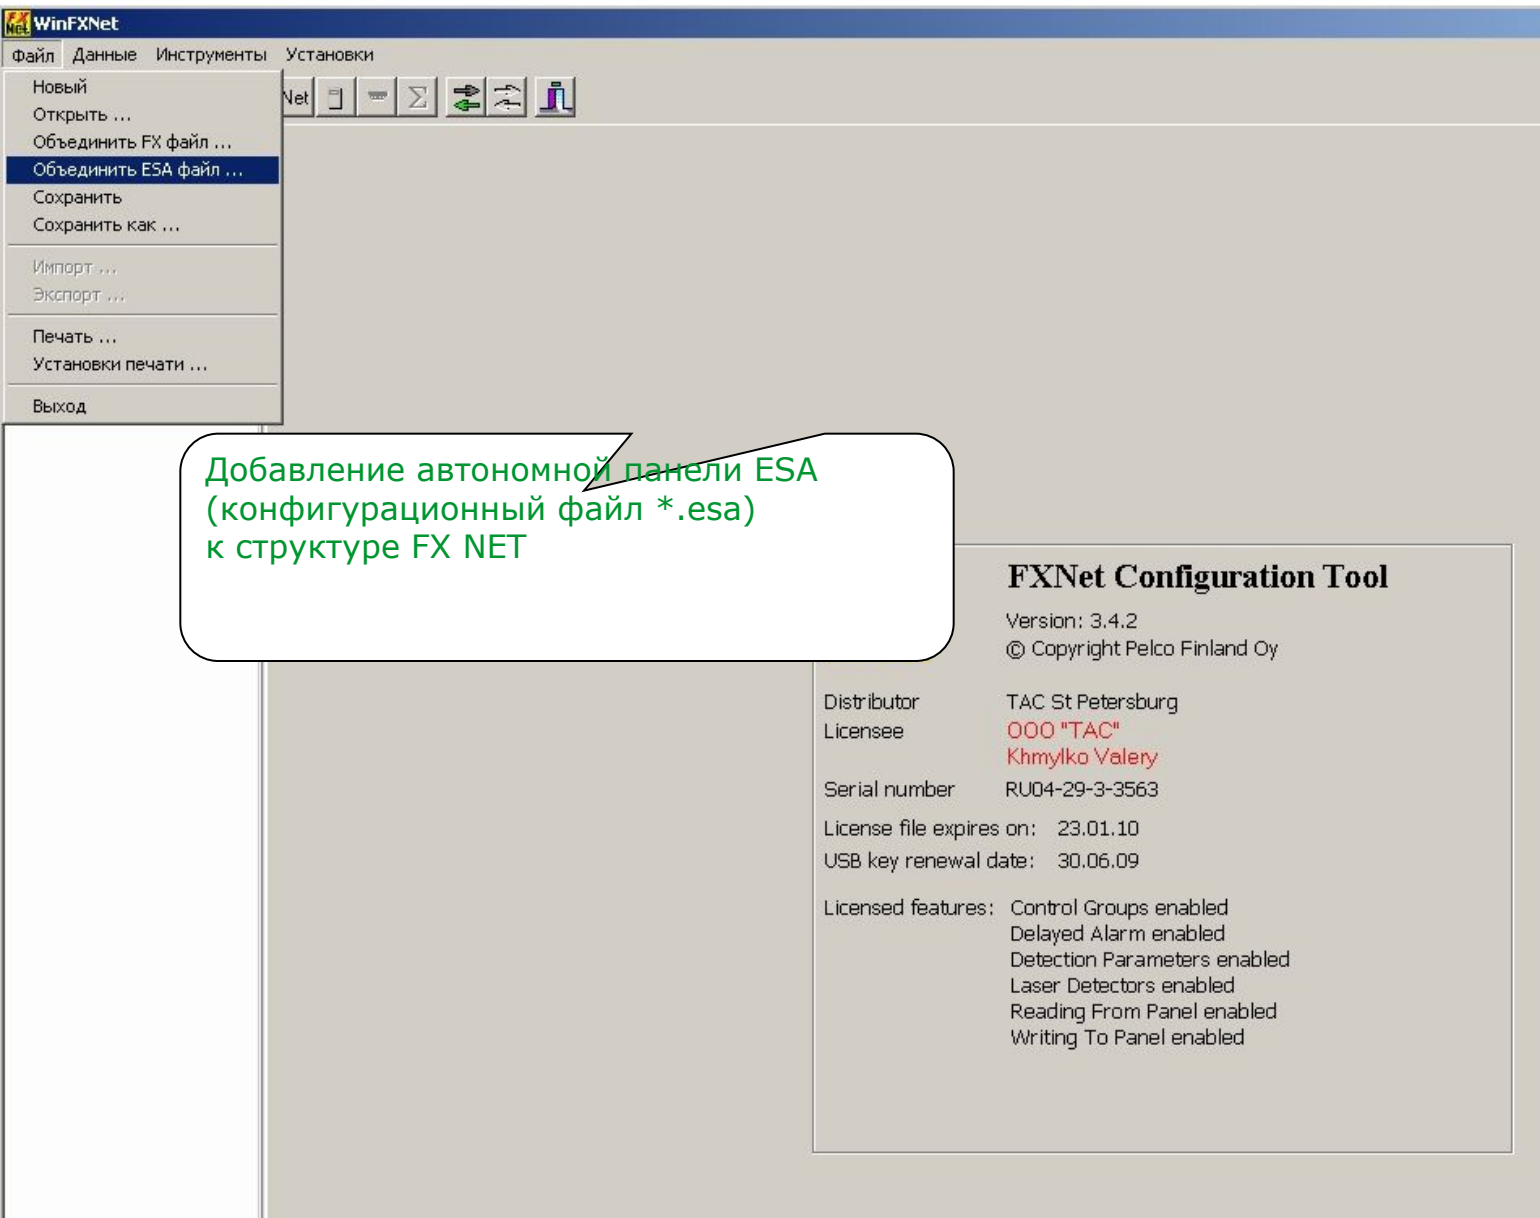 FX Net WinFXNet
Файл Данные Инструменты Установки
Net Σ
Новый
Открыть ...
Объединить FX файл ...
Объединить ESA файл ...
Сохранить
Сохранить как ...
Импорт ...
Экспорт ...
Печать ...
Установки печати ...
Выход
Добавление автономной панели ESA
(конфигурационный файл *.esa)
к структуре FX NET
FXNet Configuration Tool
Version: 3.4.2
© Copyright Pelco Finland Oy
Distributor TAC St Petersburg
Licensee ООО "ТАС"
Khmylko Valery
Serial number RU04-29-3-3563
License file expires on: 23.01.10
USB key renewal date: 30.06.09
Licensed features: Control Groups enabled
Delayed Alarm enabled
Detection Parameters enabled
Laser Detectors enabled
Reading From Panel enabled
Writing To Panel enabled